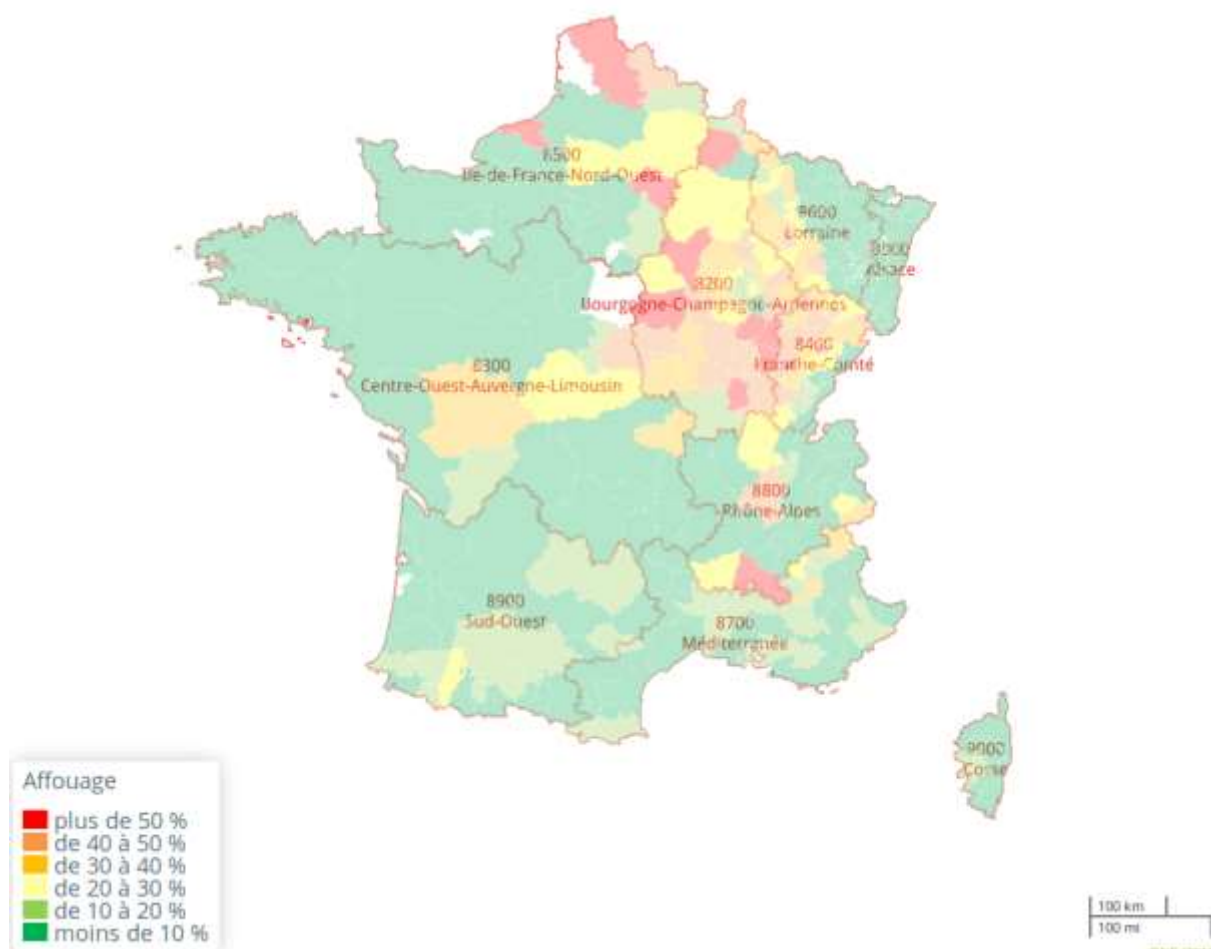 8500
Ile-de-France-Nord-Ouest
8600
Lorraine
Alsace
8200
Bourgogne-Champagne-Ardennes
8400
Franche-Comté
8300
Centre-Ouest-Auvergne-Limousin
8800
Rhône-Alpes
8900
Sud-Ouest
8700
Méditerranée
9000
Corse
Affouage
plus de 50 %
de 40 à 50 %
de 30 à 40 %
de 20 à 30 %
de 10 à 20 %
moins de 10 %
100 km
100 mi